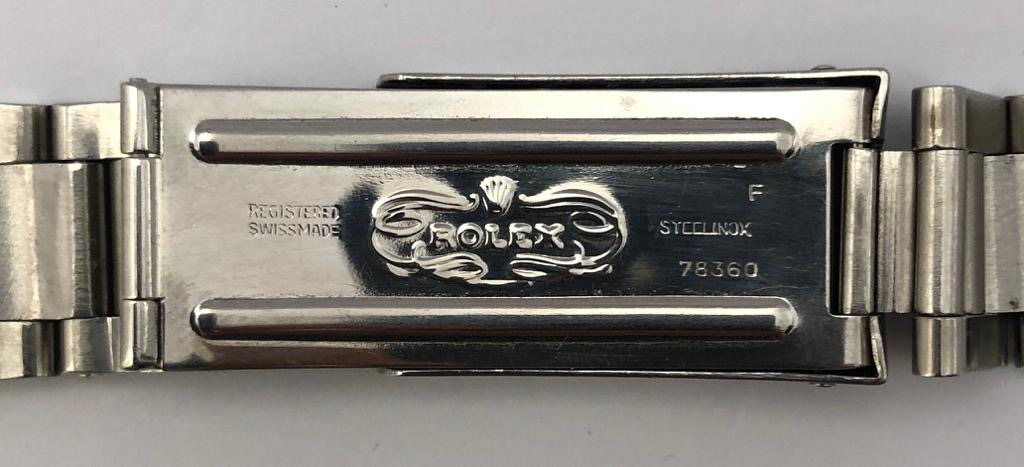 REGISTERED
SWISSMADE
ROLEX
F
STEELINOX
78360